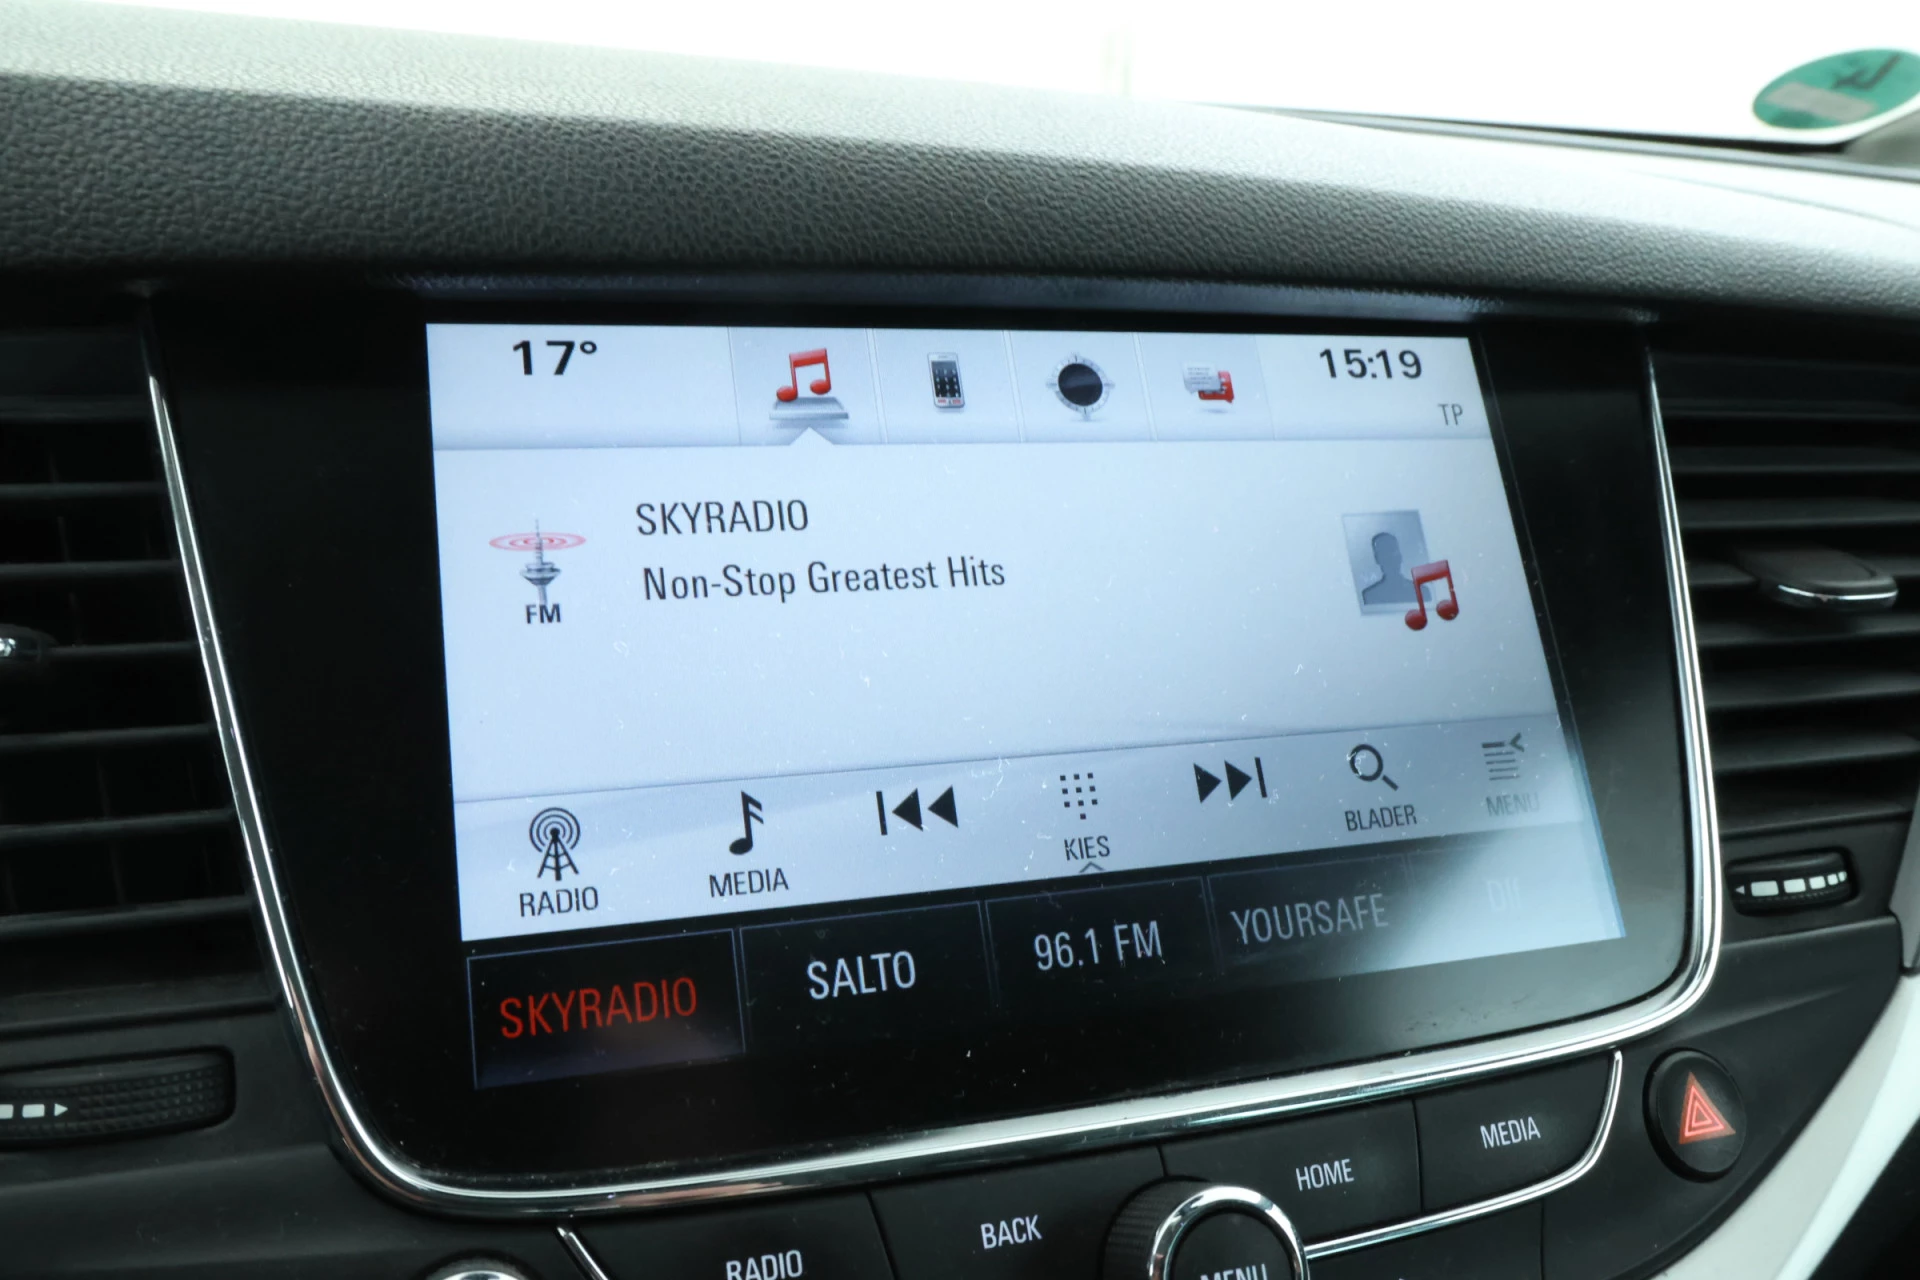 17°
15:19
TP
SKYRADIO
Non-Stop Greatest Hits
FM
RADIO
MEDIA
KIES
BLADER
MENU
SKYRADIO
SALTO
96.1 FM
YOURSAFE
MEDIA
HOME
BACK
RADIO
MENU